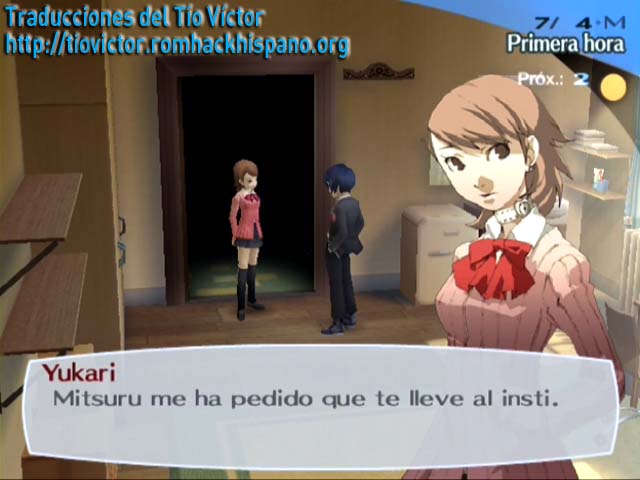 Traducciones del Tío Víctor
http://tiovictor.romhackhispano.org
7/ 4·M
Primera hora
Próx.: 2
Yukari
Mitsuru me ha pedido que te lleve al insti.